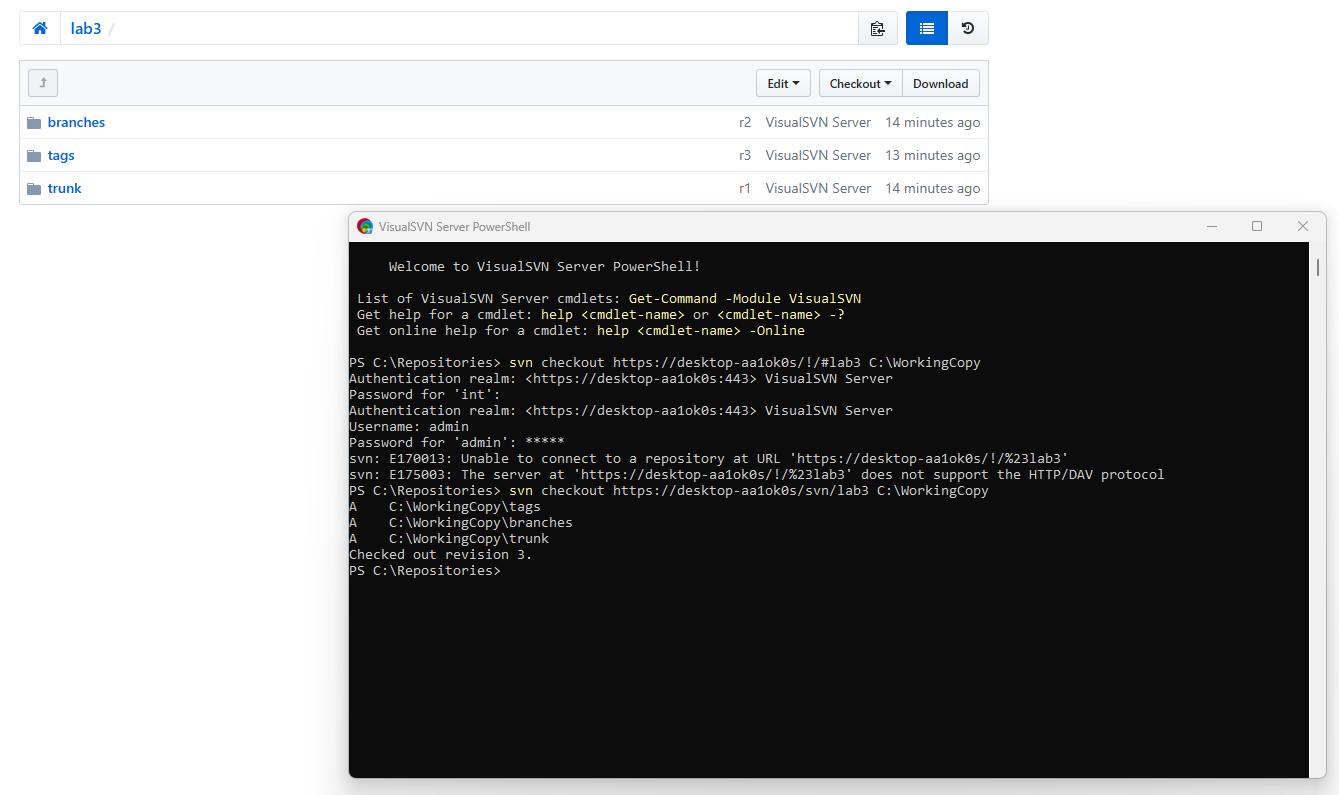 lab3 /
Edit Checkout Download
branches r2 VisualSVN Server 14 minutes ago
tags r3 VisualSVN Server 13 minutes ago
trunk r1 VisualSVN Server 14 minutes ago
VisualSVN Server PowerShell
Welcome to VisualSVN Server PowerShell!
List of VisualSVN Server cmdlets: Get-Command -Module VisualSVN
Get help for a cmdlet: help <cmdlet-name> or <cmdlet-name> -?
Get online help for a cmdlet: help <cmdlet-name> -Online
PS C:\Repositories> svn checkout https://desktop-aa1ok0s/!/#lab3 C:\WorkingCopy
Authentication realm: <https://desktop-aa1ok0s:443> VisualSVN Server
Password for 'int':
Authentication realm: <https://desktop-aa1ok0s:443> VisualSVN Server
Username: admin
Password for 'admin': *****
svn: E170013: Unable to connect to a repository at URL 'https://desktop-aa1ok0s/!/%23lab3'
svn: E175003: The server at 'https://desktop-aa1ok0s/!/%23lab3' does not support the HTTP/DAV protocol
PS C:\Repositories> svn checkout https://desktop-aa1ok0s/svn/lab3 C:\WorkingCopy
A    C:\WorkingCopy\tags
A    C:\WorkingCopy\branches
A    C:\WorkingCopy\trunk
Checked out revision 3.
PS C:\Repositories>